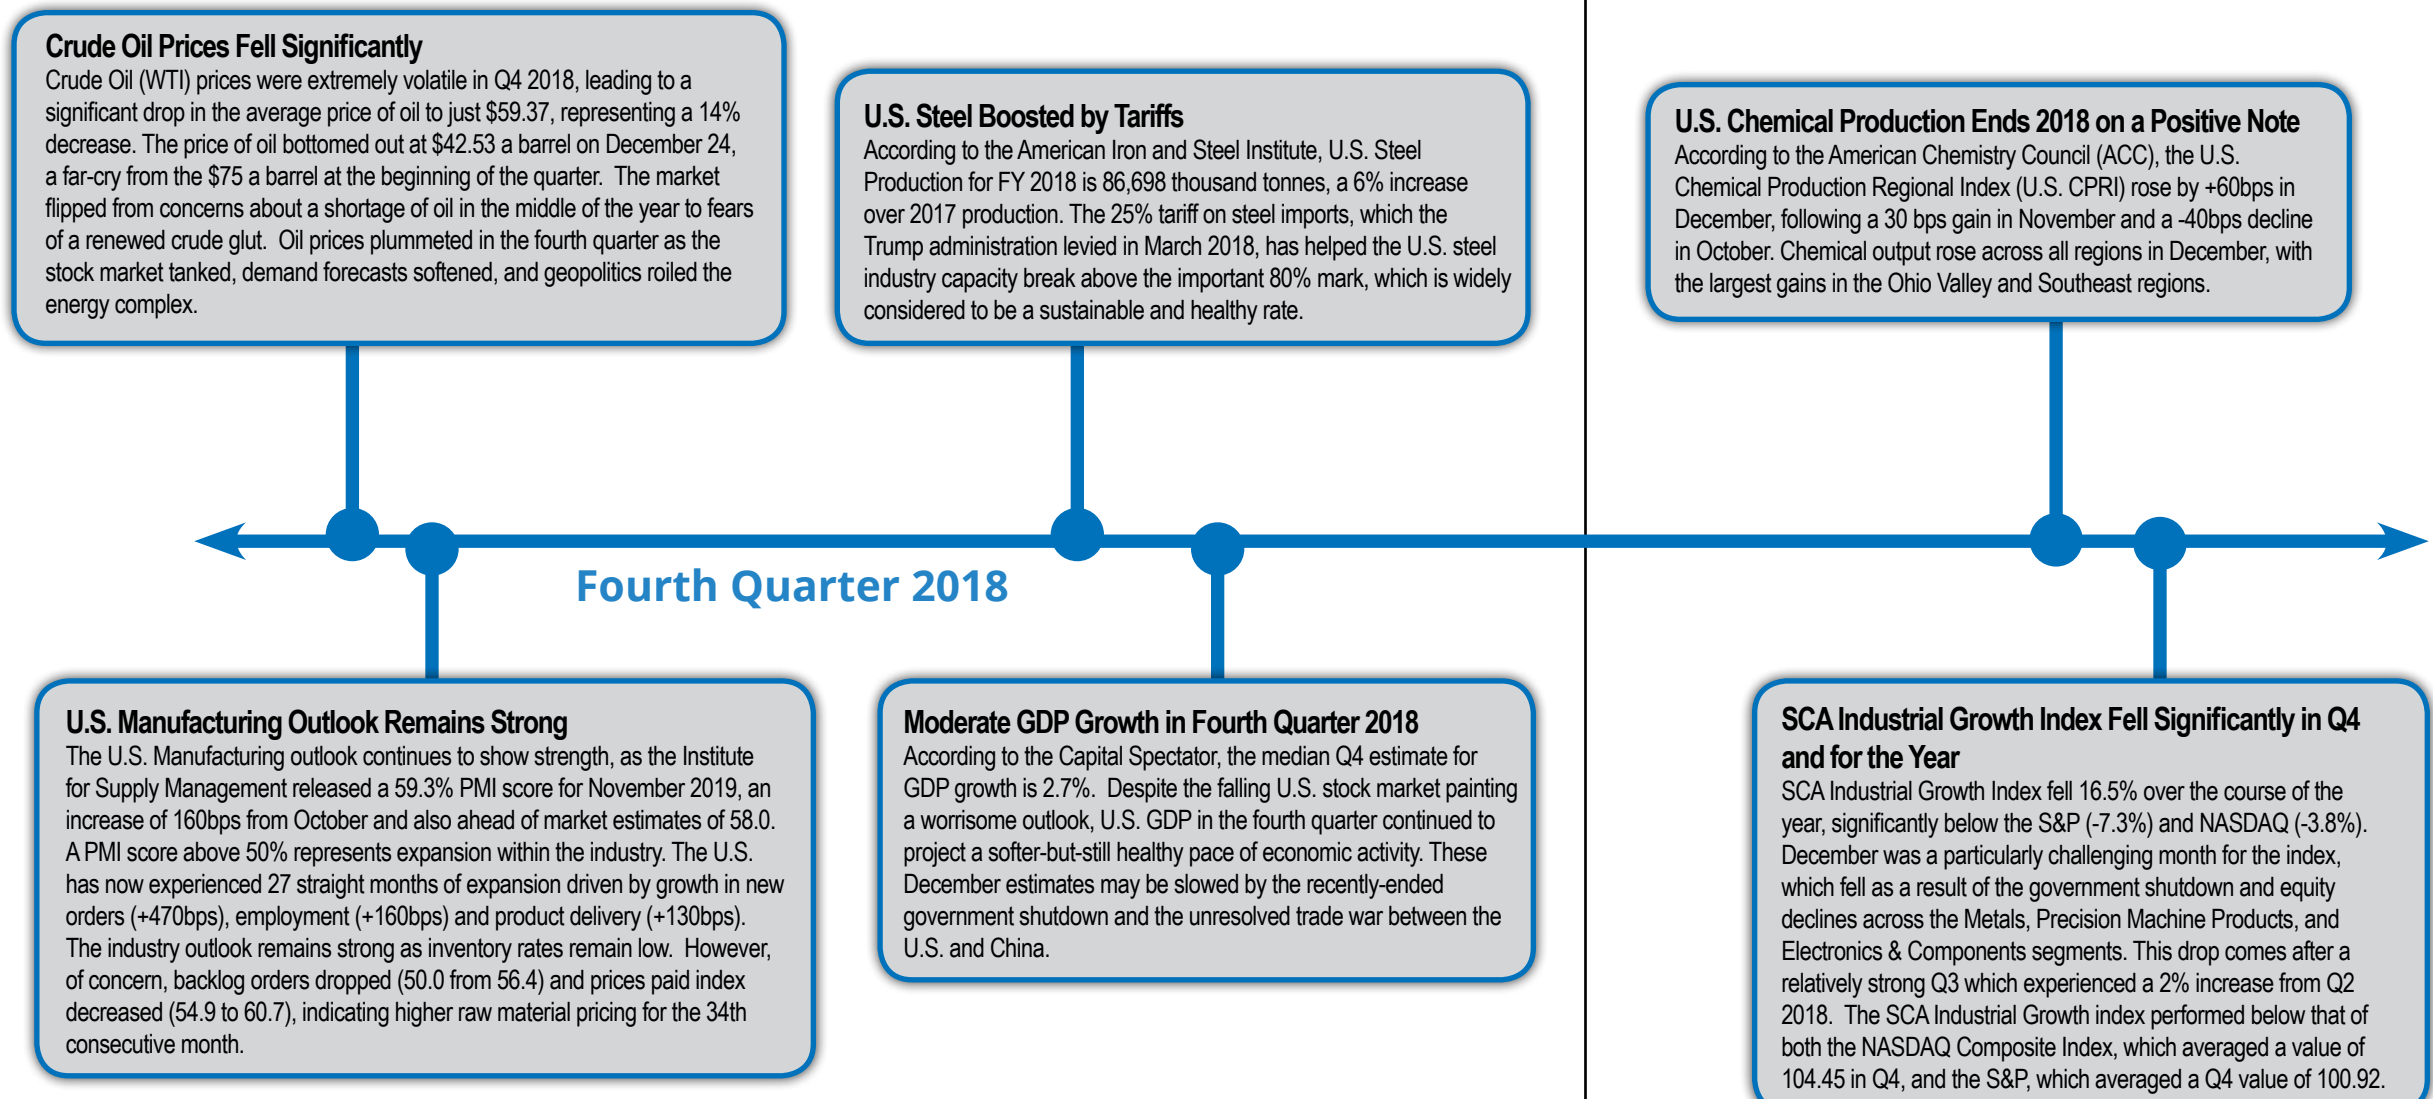 Crude Oil Prices Fell Significantly
Crude Oil (WTI) prices were extremely volatile in Q4 2018, leading to a
significant drop in the average price of oil to just $59.37, representing a 14%
decrease. The price of oil bottomed out at $42.53 a barrel on December 24,
a far-cry from the $75 a barrel at the beginning of the quarter.  The market
flipped from concerns about a shortage of oil in the middle of the year to fears
of a renewed crude glut.  Oil prices plummeted in the fourth quarter as the
stock market tanked, demand forecasts softened, and geopolitics roiled the
energy complex.
U.S. Steel Boosted by Tariffs
According to the American Iron and Steel Institute, U.S. Steel
Production for FY 2018 is 86,698 thousand tonnes, a 6% increase
over 2017 production. The 25% tariff on steel imports, which the
Trump administration levied in March 2018, has helped the U.S. steel
industry capacity break above the important 80% mark, which is widely
considered to be a sustainable and healthy rate.
U.S. Chemical Production Ends 2018 on a Positive Note
According to the American Chemistry Council (ACC), the U.S.
Chemical Production Regional Index (U.S. CPRI) rose by +60bps in
December, following a 30 bps gain in November and a -40bps decline
in October. Chemical output rose across all regions in December, with
the largest gains in the Ohio Valley and Southeast regions.
Fourth Quarter 2018
U.S. Manufacturing Outlook Remains Strong
The U.S. Manufacturing outlook continues to show strength, as the Institute
for Supply Management released a 59.3% PMI score for November 2019, an
increase of 160bps from October and also ahead of market estimates of 58.0.
A PMI score above 50% represents expansion within the industry. The U.S.
has now experienced 27 straight months of expansion driven by growth in new
orders (+470bps), employment (+160bps) and product delivery (+130bps).
The industry outlook remains strong as inventory rates remain low.  However,
of concern, backlog orders dropped (50.0 from 56.4) and prices paid index
decreased (54.9 to 60.7), indicating higher raw material pricing for the 34th
consecutive month.
Moderate GDP Growth in Fourth Quarter 2018
According to the Capital Spectator, the median Q4 estimate for
GDP growth is 2.7%.  Despite the falling U.S. stock market painting
a worrisome outlook, U.S. GDP in the fourth quarter continued to
project a softer-but-still healthy pace of economic activity. These
December estimates may be slowed by the recently-ended
government shutdown and the unresolved trade war between the
U.S. and China.
SCA Industrial Growth Index Fell Significantly in Q4
and for the Year
SCA Industrial Growth Index fell 16.5% over the course of the
year, significantly below the S&P (-7.3%) and NASDAQ (-3.8%).
December was a particularly challenging month for the index,
which fell as a result of the government shutdown and equity
declines across the Metals, Precision Machine Products, and
Electronics & Components segments. This drop comes after a
relatively strong Q3 which experienced a 2% increase from Q2
2018.  The SCA Industrial Growth index performed below that of
both the NASDAQ Composite Index, which averaged a value of
104.45 in Q4, and the S&P, which averaged a Q4 value of 100.92.